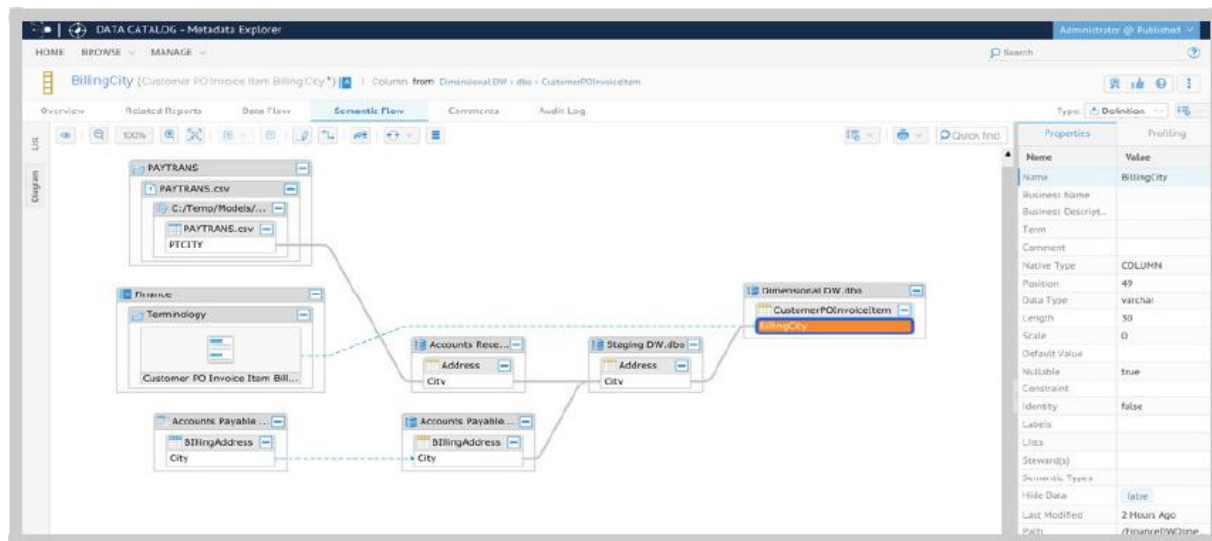 DATA CATALOG - Metadata Explorer
Administrator @ Published
HOME BROWSE MANAGE
Search
BillingCity (Customer PO Invoice Item Billing City*) | Column from Dimensional DW › dbo › CustomerPOInvoiceItem
Overview Related Reports Data Flow Semantic Flow Comments Audit Log
Type: Definition
List
Diagram
100%
Quick find
Properties Profiling
Name Value
Name BillingCity
Business Name
Business Descript...
Term
Comment
Native Type COLUMN
Position 49
Data Type varchar
Length 50
Scale 0
Default Value
Nullable true
Constraint
Identity false
Labels
Lists
Steward(s)
Semantic Types
Hide Data false
Last Modified 2 Hours Ago
Path
PAYTRANS
PAYTRANS.csv
C:/Temp/Models/...
PAYTRANS.csv
PTCITY
Finance
Terminology
Customer PO Invoice Item Bill...
Accounts Payable ...
BillingAddress
City
Accounts Rece...
Address
City
Accounts Payable...
BillingAddress
City
Staging DW.dbo
Address
City
Dimensional DW.dbo
CustomerPOInvoiceItem
BillingCity